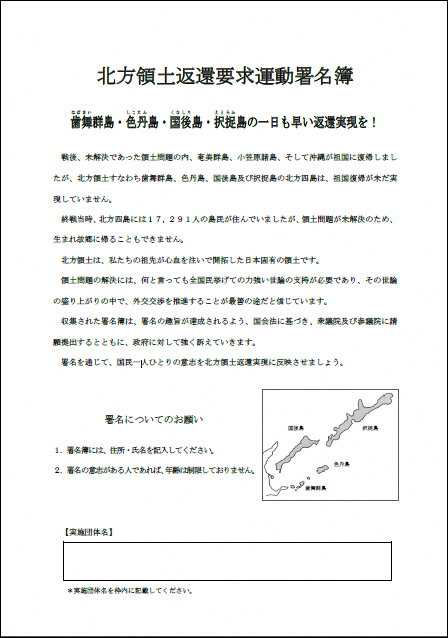 北方領土返還要求運動署名簿
はぼまい しこたん くなしり えとろふ
歯舞群島・色丹島・国後島・択捉島の一日も早い返還実現を！
戦後、未解決であった領土問題の内、奄美群島、小笠原諸島、そして沖縄が祖国に復帰しまし
たが、北方領土すなわち歯舞群島、色丹島、国後島及び択捉島の北方四島は、祖国復帰が未だ実
現していません。
終戦当時、北方四島には１７，２９１人の島民が住んでいましたが、領土問題が未解決のため、
生まれ故郷に帰ることもできません。
北方領土は、私たちの祖先が心血を注いで開拓した日本固有の領土です。
領土問題の解決には、何と言っても全国民挙げての力強い世論の支持が必要であり、その世論
の盛り上がりの中で、外交交渉を推進することが最善の途だと信じています。
収集された署名簿は、署名の趣旨が達成されるよう、国会法に基づき、衆議院及び参議院に請
願提出するとともに、政府に対して強く訴えていきます。
署名を通じて、国民一人ひとりの意志を北方領土返還実現に反映させましょう。
署名についてのお願い
１．署名簿には、住所・氏名を記入してください。
２．署名の意志がある人であれば、年齢は制限しておりません。
国後島
択捉島
色丹島
歯舞群島
【実施団体名】
＊実施団体名を枠内に記載してください。